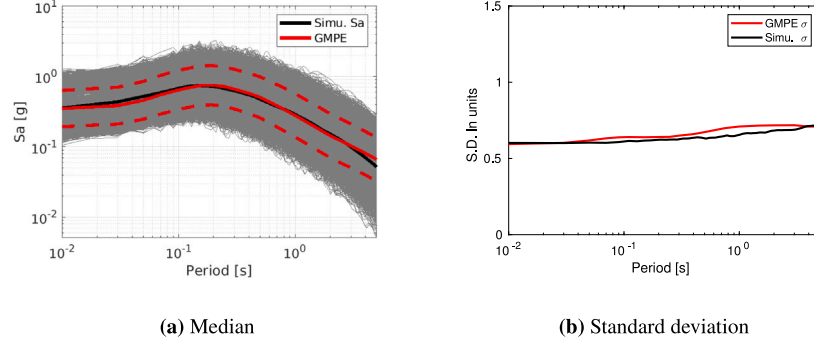 Simu. Sa
GMPE
Sa [g]
10^1
10^0
10^-1
10^-2
10^-2
10^-1
10^0
Period [s]
(a) Median
GMPE σ
Simu. σ
S.D. ln units
1.5
1
0.5
0
10^-2
10^-1
10^0
Period [s]
(b) Standard deviation